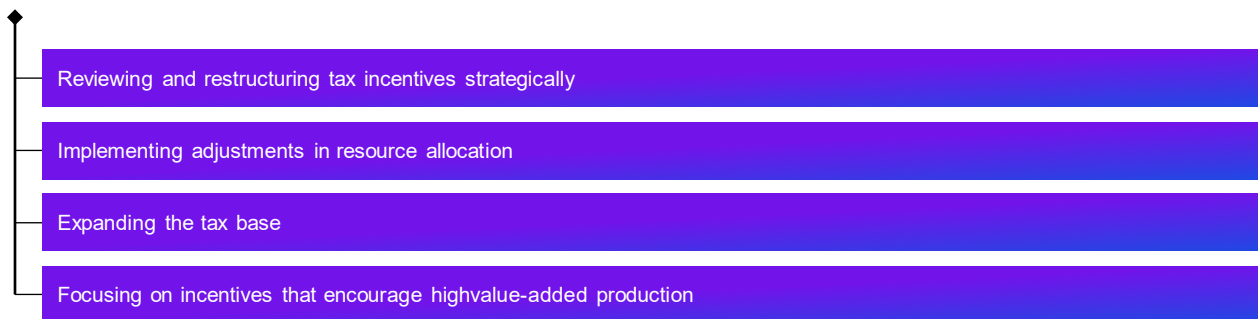 Reviewing and restructuring tax incentives strategically
Implementing adjustments in resource allocation
Expanding the tax base
Focusing on incentives that encourage highvalue-added production